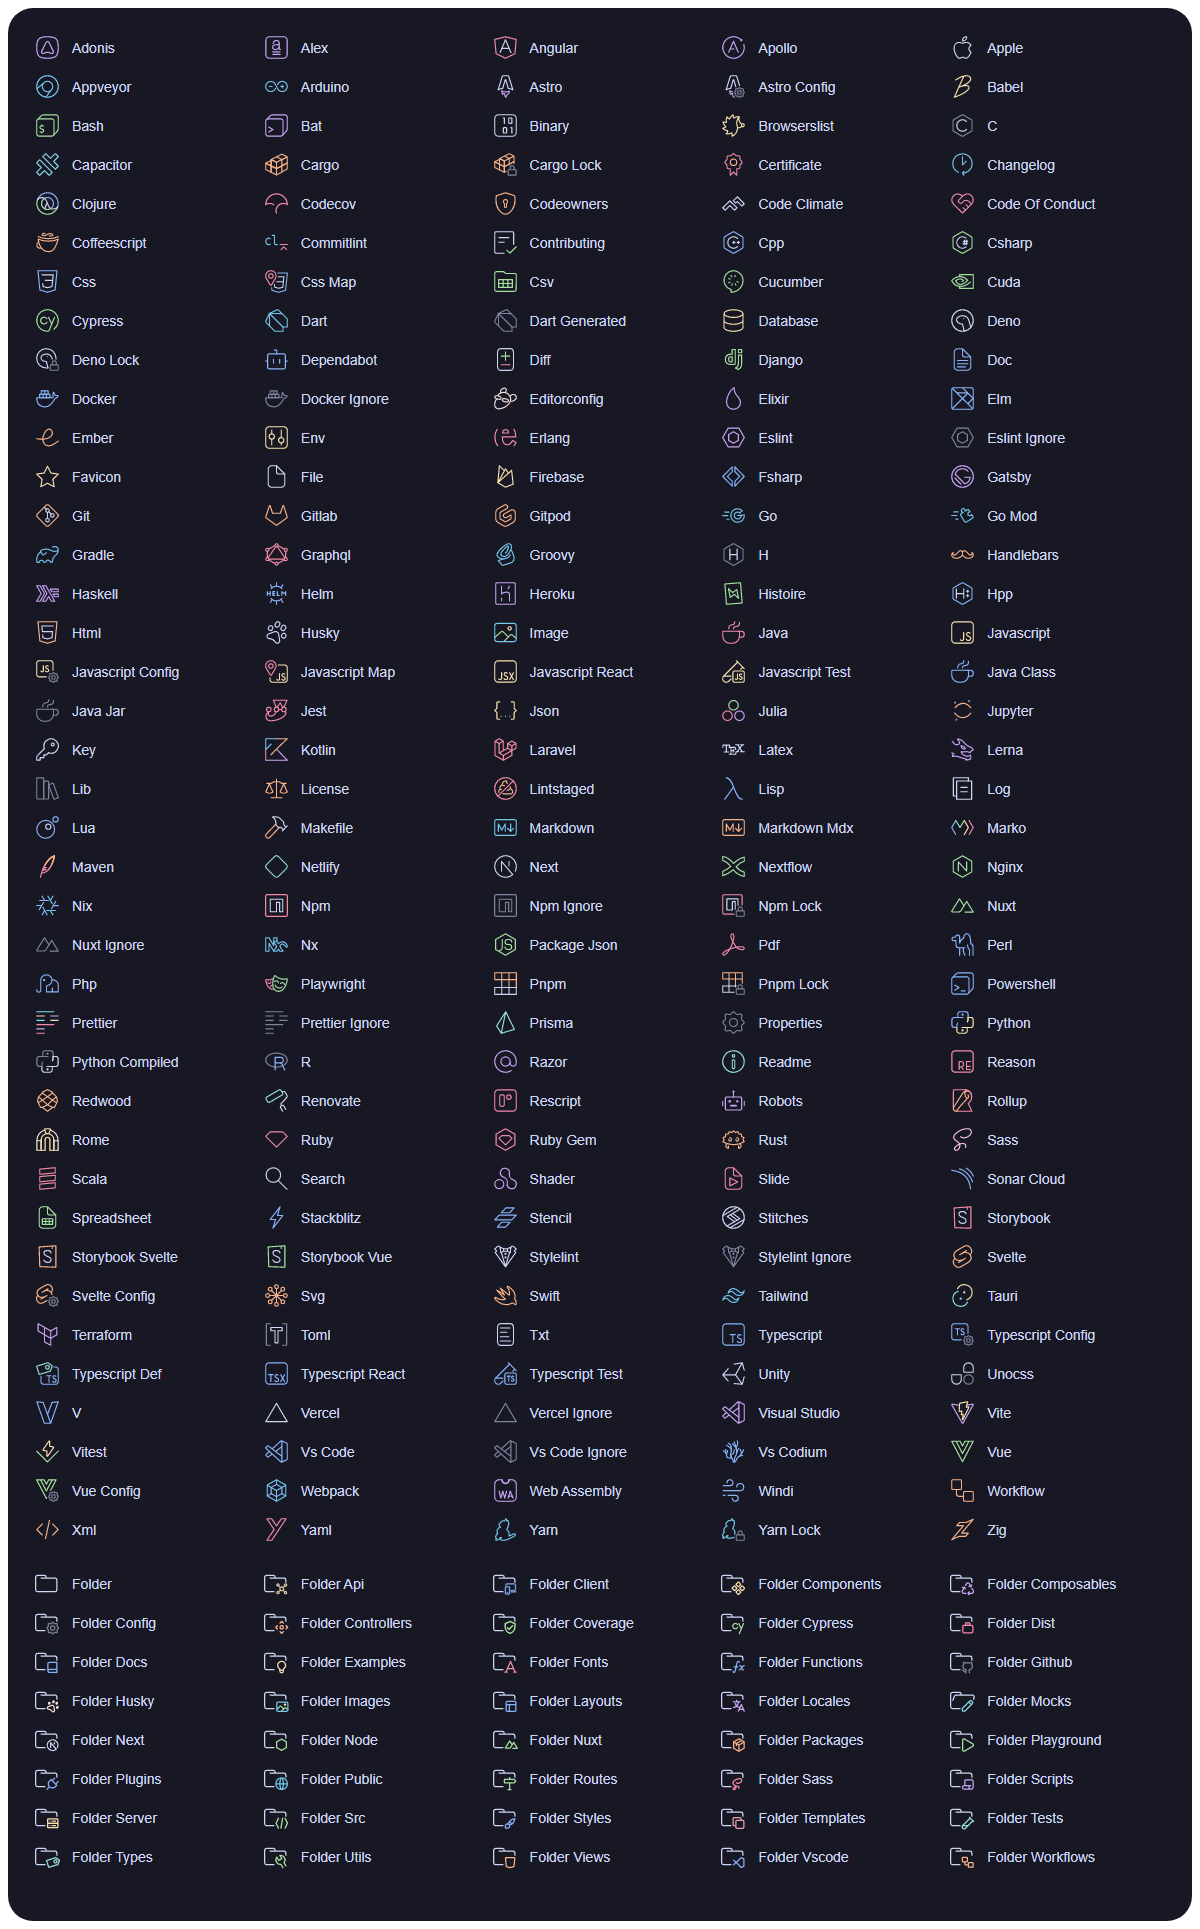 Adonis Alex Angular Apollo Apple
Appveyor Arduino Astro Astro Config Babel
Bash Bat Binary Browserslist C
Capacitor Cargo Cargo Lock Certificate Changelog
Clojure Codecov Codeowners Code Climate Code Of Conduct
Coffeescript Commitlint Contributing Cpp Csharp
Css Css Map Csv Cucumber Cuda
Cypress Dart Dart Generated Database Deno
Deno Lock Dependabot Diff Django Doc
Docker Docker Ignore Editorconfig Elixir Elm
Ember Env Erlang Eslint Eslint Ignore
Favicon File Firebase Fsharp Gatsby
Git Gitlab Gitpod Go Go Mod
Gradle Graphql Groovy H Handlebars
Haskell Helm Heroku Histoire Hpp
Html Husky Image Java Javascript
Javascript Config Javascript Map Javascript React Javascript Test Java Class
Java Jar Jest Json Julia Jupyter
Key Kotlin Laravel Latex Lerna
Lib License Lintstaged Lisp Log
Lua Makefile Markdown Markdown Mdx Marko
Maven Netlify Next Nextflow Nginx
Nix Npm Npm Ignore Npm Lock Nuxt
Nuxt Ignore Nx Package Json Pdf Perl
Php Playwright Pnpm Pnpm Lock Powershell
Prettier Prettier Ignore Prisma Properties Python
Python Compiled R Razor Readme Reason
Redwood Renovate Rescript Robots Rollup
Rome Ruby Ruby Gem Rust Sass
Scala Search Shader Slide Sonar Cloud
Spreadsheet Stackblitz Stencil Stitches Storybook
Storybook Svelte Storybook Vue Stylelint Stylelint Ignore Svelte
Svelte Config Svg Swift Tailwind Tauri
Terraform Toml Txt Typescript Typescript Config
Typescript Def Typescript React Typescript Test Unity Unocss
V Vercel Vercel Ignore Visual Studio Vite
Vitest Vs Code Vs Code Ignore Vs Codium Vue
Vue Config Webpack Web Assembly Windi Workflow
Xml Yaml Yarn Yarn Lock Zig
Folder Folder Api Folder Client Folder Components Folder Composables
Folder Config Folder Controllers Folder Coverage Folder Cypress Folder Dist
Folder Docs Folder Examples Folder Fonts Folder Functions Folder Github
Folder Husky Folder Images Folder Layouts Folder Locales Folder Mocks
Folder Next Folder Node Folder Nuxt Folder Packages Folder Playground
Folder Plugins Folder Public Folder Routes Folder Sass Folder Scripts
Folder Server Folder Src Folder Styles Folder Templates Folder Tests
Folder Types Folder Utils Folder Views Folder Vscode Folder Workflows